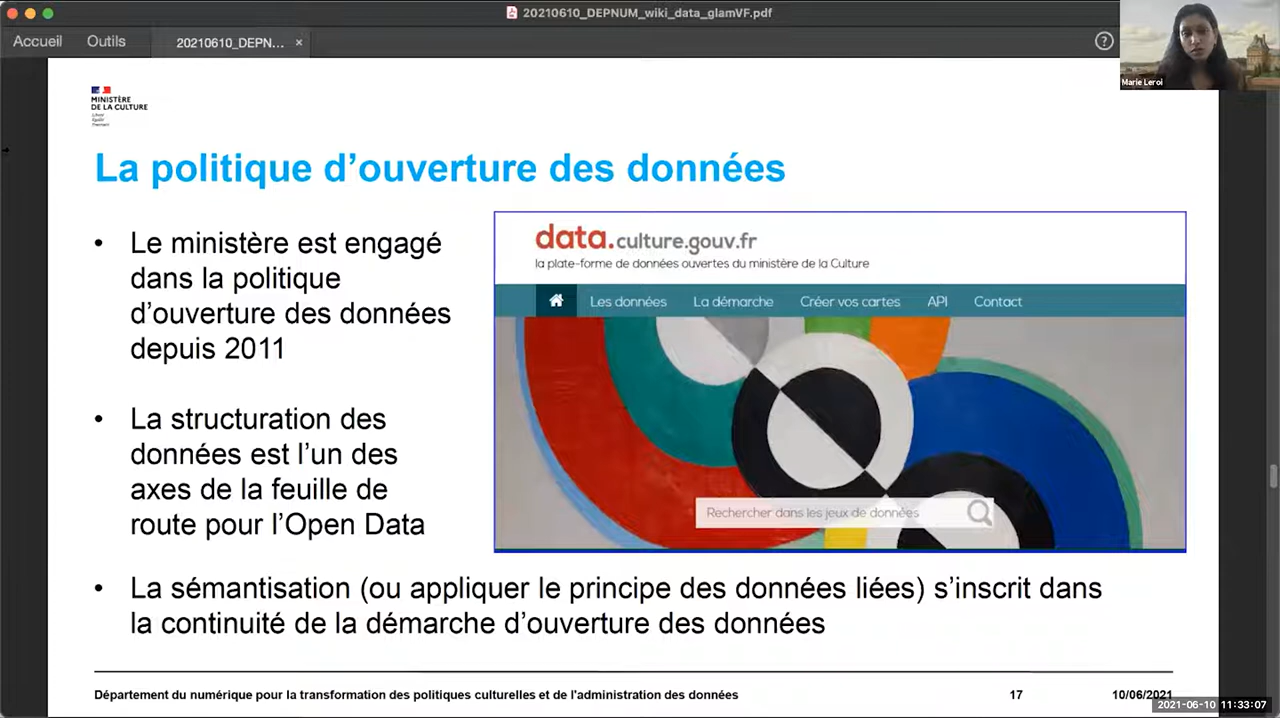 20210610_DEPNUM_wiki_data_glamVF.pdf
Accueil
Outils
20210610_DEPN... ×
?
Marie Leroi
MINISTÈRE
DE LA CULTURE
Liberté
Égalité
Fraternité
La politique d’ouverture des données
• Le ministère est engagé
dans la politique
d’ouverture des données
depuis 2011
• La structuration des
données est l’un des
axes de la feuille de
route pour l’Open Data
data.culture.gouv.fr
la plate-forme de données ouvertes du ministère de la Culture
Les données
La démarche
Créer vos cartes
API
Contact
Rechercher dans les jeux de données
• La sémantisation (ou appliquer le principe des données liées) s’inscrit dans
la continuité de la démarche d’ouverture des données
Département du numérique pour la transformation des politiques culturelles et de l'administration des données
17
10/06/2021
2021-06-10 11:33:07